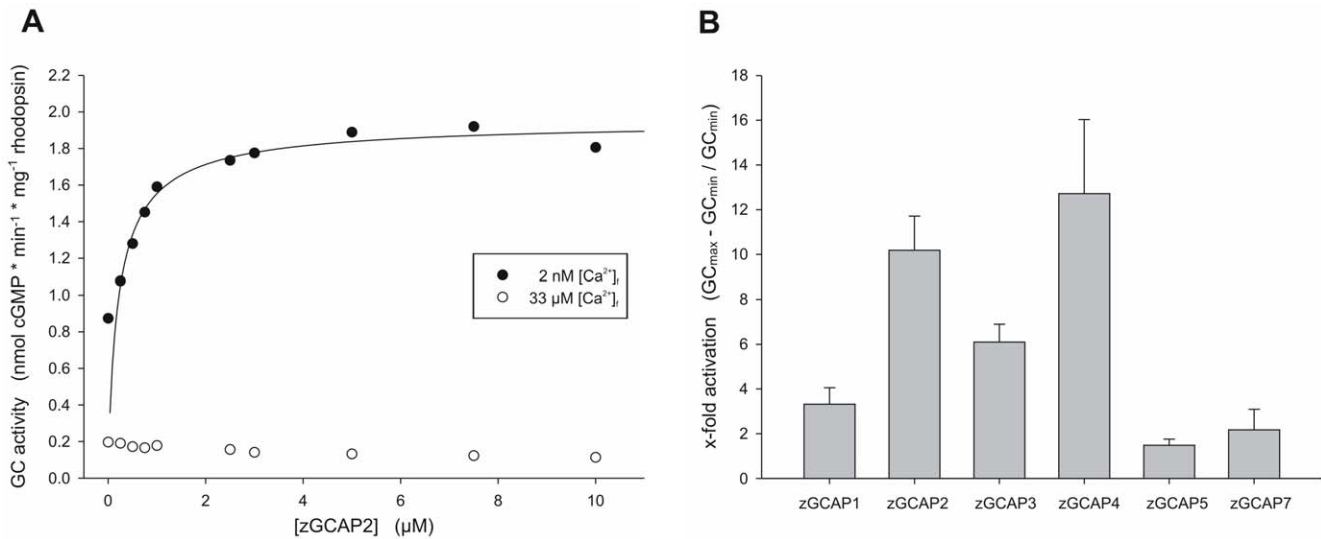 A
GC activity (nmol cGMP * min⁻¹ * mg⁻¹ rhodopsin)
2.2
2.0
1.8
1.6
1.4
1.2
1.0
0.8
0.6
0.4
0.2
0.0
2 nM [Ca²⁺]f
33 µM [Ca²⁺]f
0 2 4 6 8 10
[zGCAP2] (µM)
B
x-fold activation (GCmax - GCmin / GCmin)
18
16
14
12
10
8
6
4
2
0
zGCAP1 zGCAP2 zGCAP3 zGCAP4 zGCAP5 zGCAP7